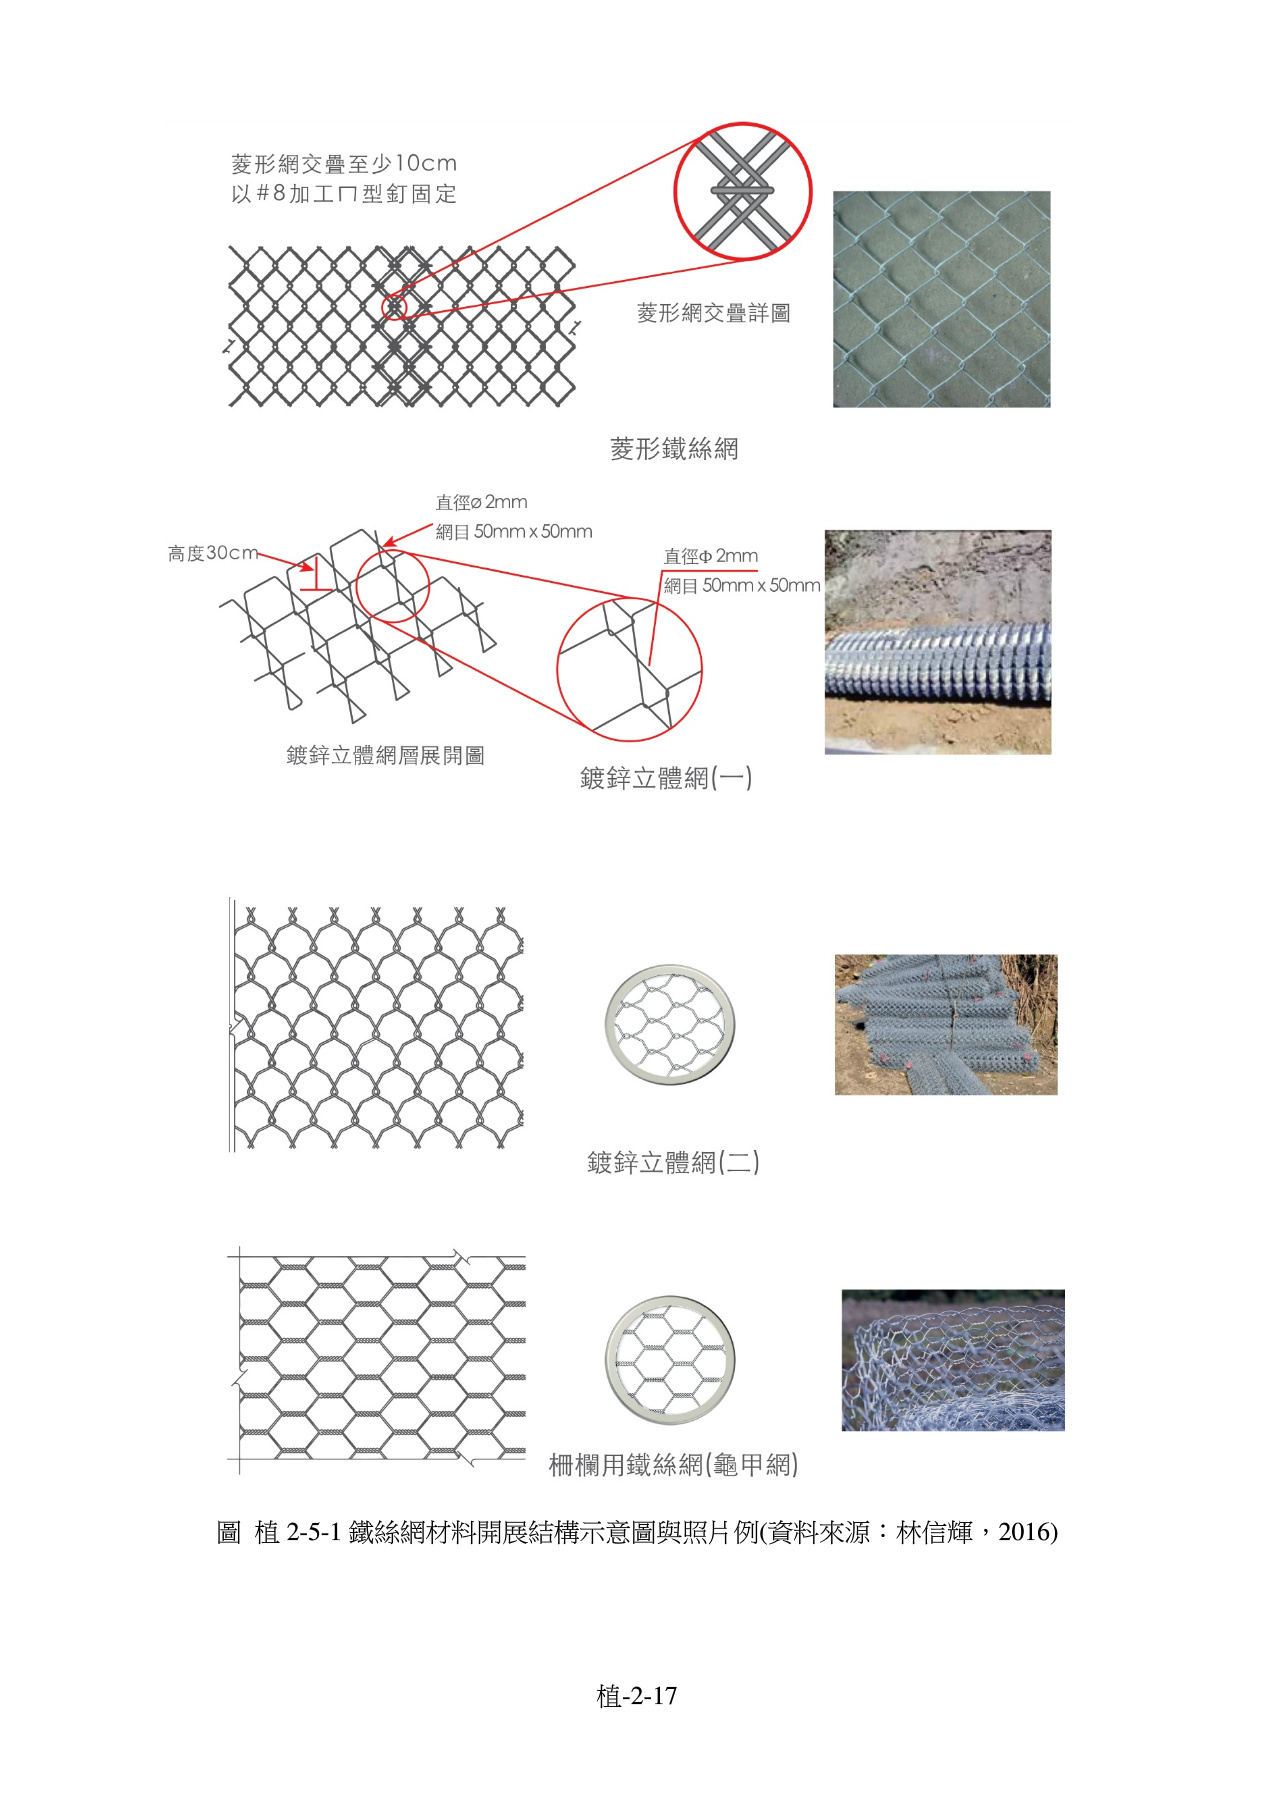 菱形網交疊至少10cm
以#8加工ㄇ型釘固定
菱形網交疊詳圖
菱形鐵絲網
直徑ø 2mm
網目 50mm x 50mm
高度30cm
直徑Φ 2mm
網目 50mm x 50mm
鍍鋅立體網層展開圖
鍍鋅立體網(一)
鍍鋅立體網(二)
柵欄用鐵絲網(龜甲網)
圖 植 2-5-1 鐵絲網材料開展結構示意圖與照片例(資料來源：林信輝，2016)
植-2-17